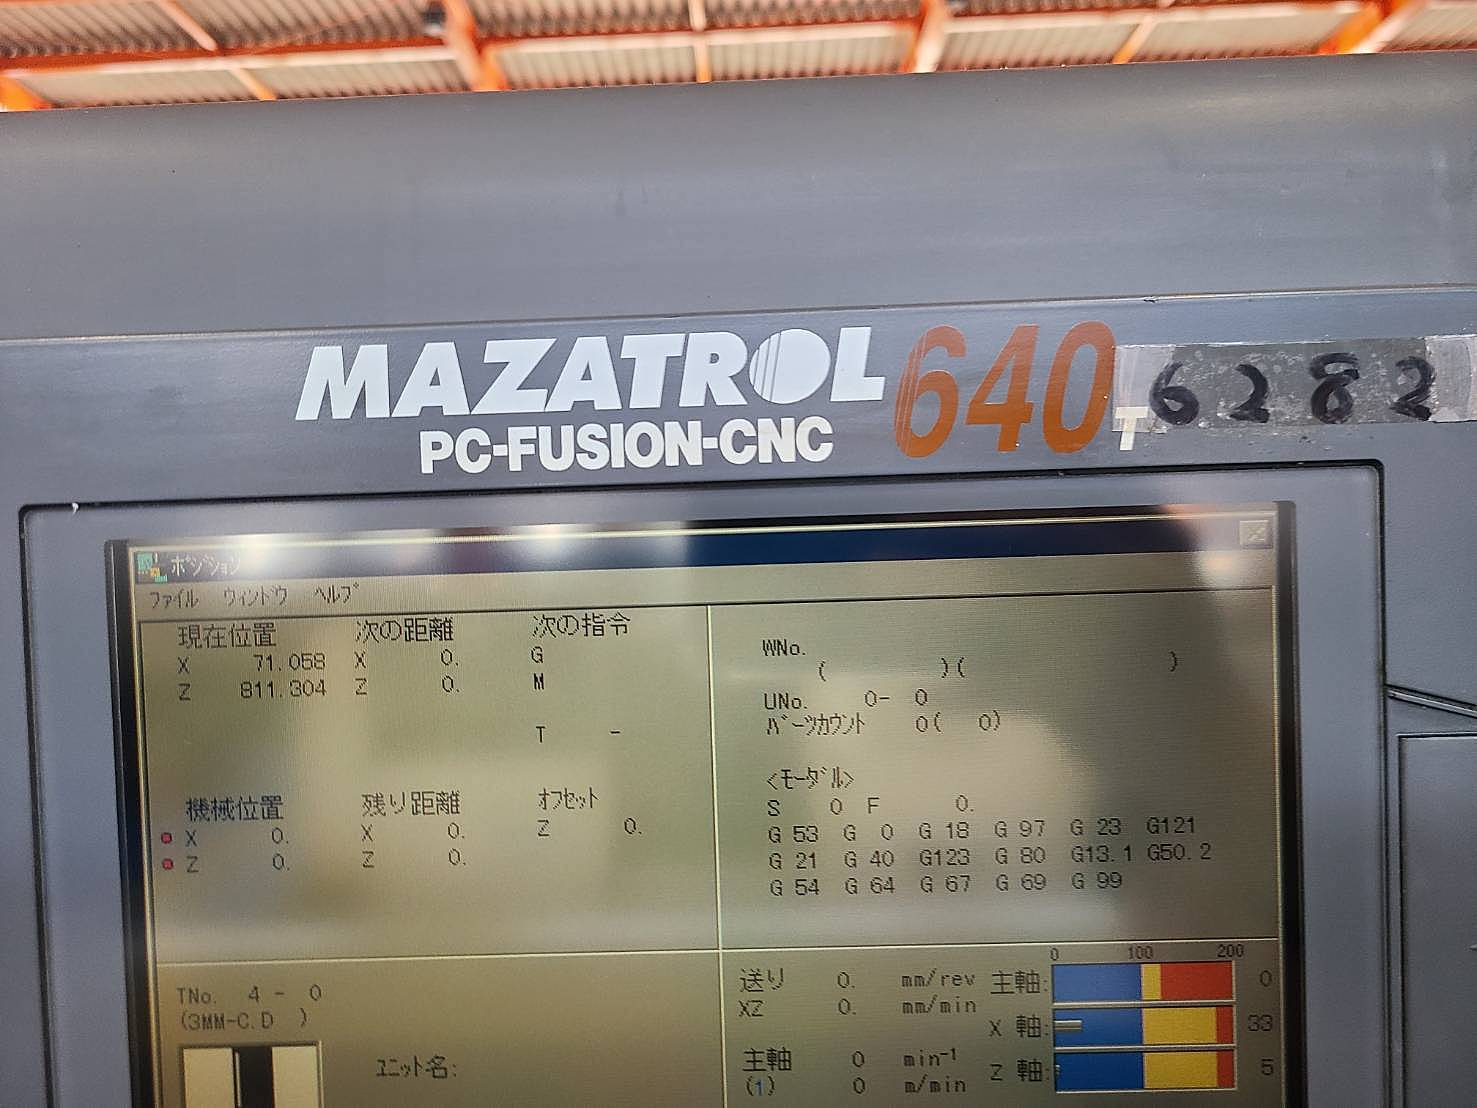 MAZATROL 640 T 6282
PC-FUSION-CNC
ポジション
ファイル ウィンドウ ヘルプ
現在位置 次の距離 次の指令
X 71.058 X 0. G
Z 811.304 Z 0. M
T -
機械位置 残り距離 オフセット
X 0. X 0. Z 0.
Z 0. Z 0.
WNo.
( )( )
UNo. 0- 0
パーツカウント 0( 0)
<モーダル>
S 0 F 0.
G 53 G 0 G 18 G 97 G 23 G121
G 21 G 40 G123 G 80 G13.1 G50.2
G 54 G 64 G 67 G 69 G 99
TNo. 4 - 0
(3MM-C.D )
ユニット名:
0 100 200
送り 0. mm/rev 主軸: 0
XZ 0. mm/min X 軸: 33
主軸 0 min-1 Z 軸: 5
(1) 0 m/min